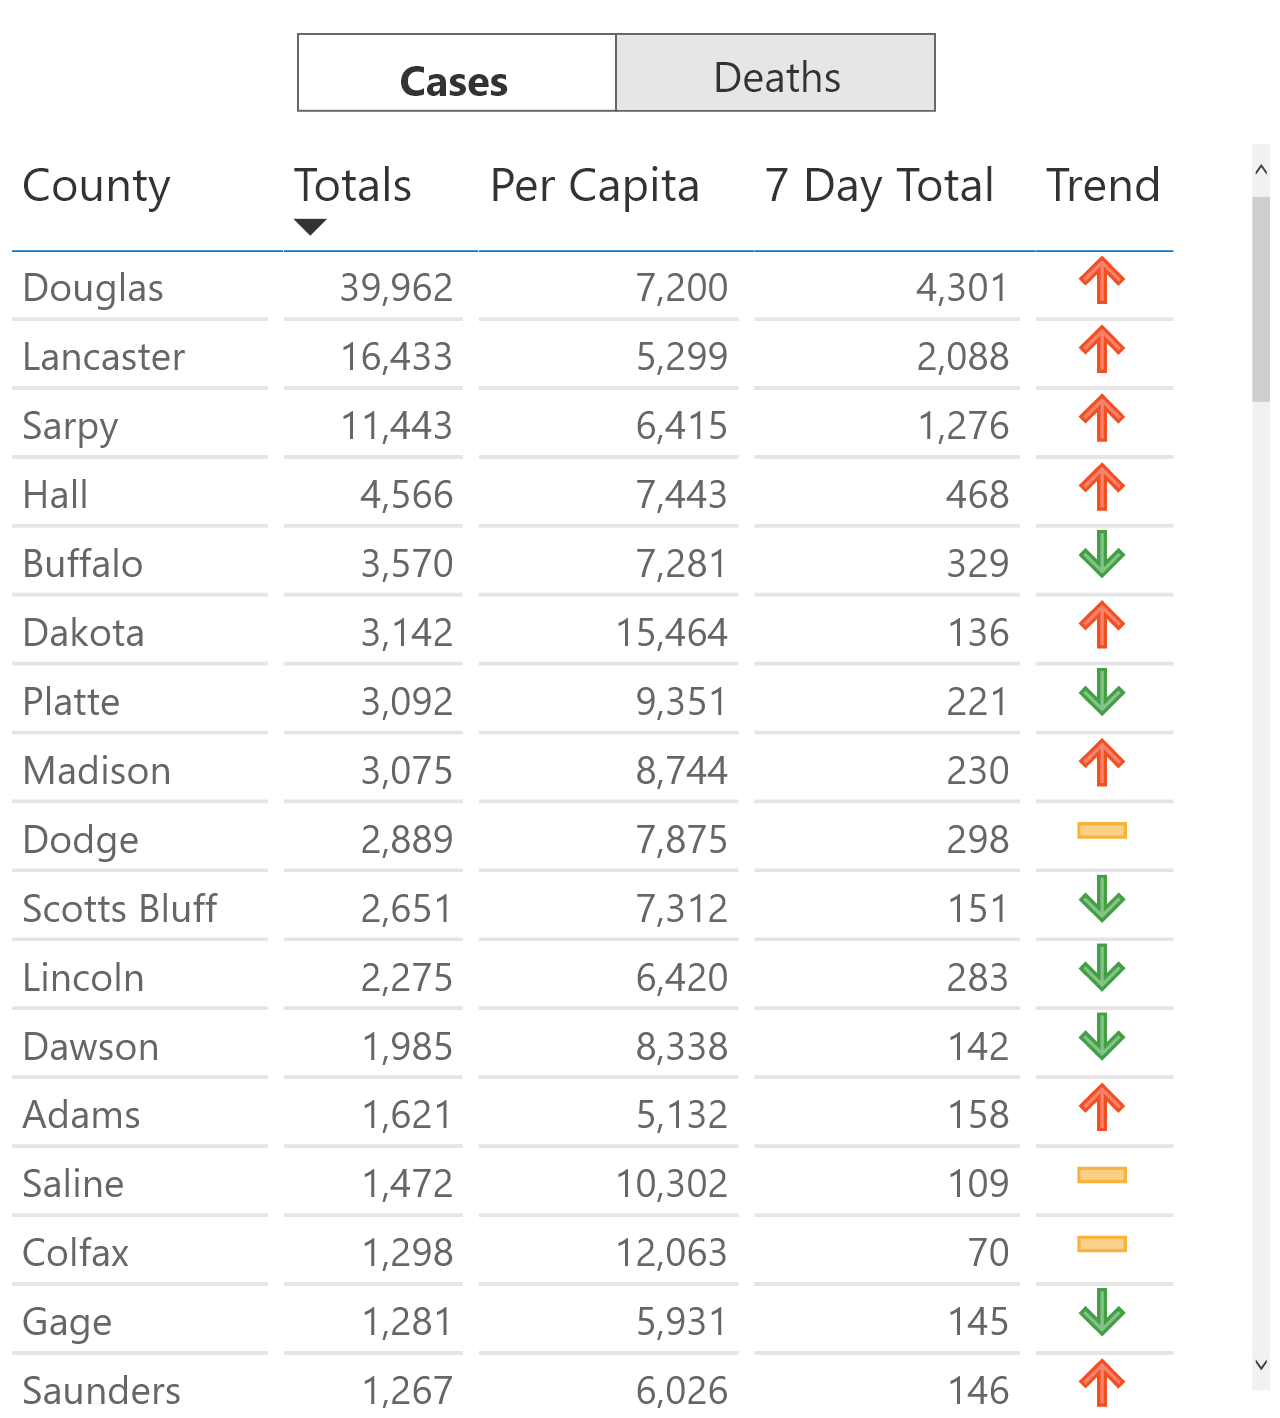 Cases Deaths
County Totals Per Capita 7 Day Total Trend
Douglas 39,962 7,200 4,301
Lancaster 16,433 5,299 2,088
Sarpy 11,443 6,415 1,276
Hall 4,566 7,443 468
Buffalo 3,570 7,281 329
Dakota 3,142 15,464 136
Platte 3,092 9,351 221
Madison 3,075 8,744 230
Dodge 2,889 7,875 298
Scotts Bluff 2,651 7,312 151
Lincoln 2,275 6,420 283
Dawson 1,985 8,338 142
Adams 1,621 5,132 158
Saline 1,472 10,302 109
Colfax 1,298 12,063 70
Gage 1,281 5,931 145
Saunders 1,267 6,026 146